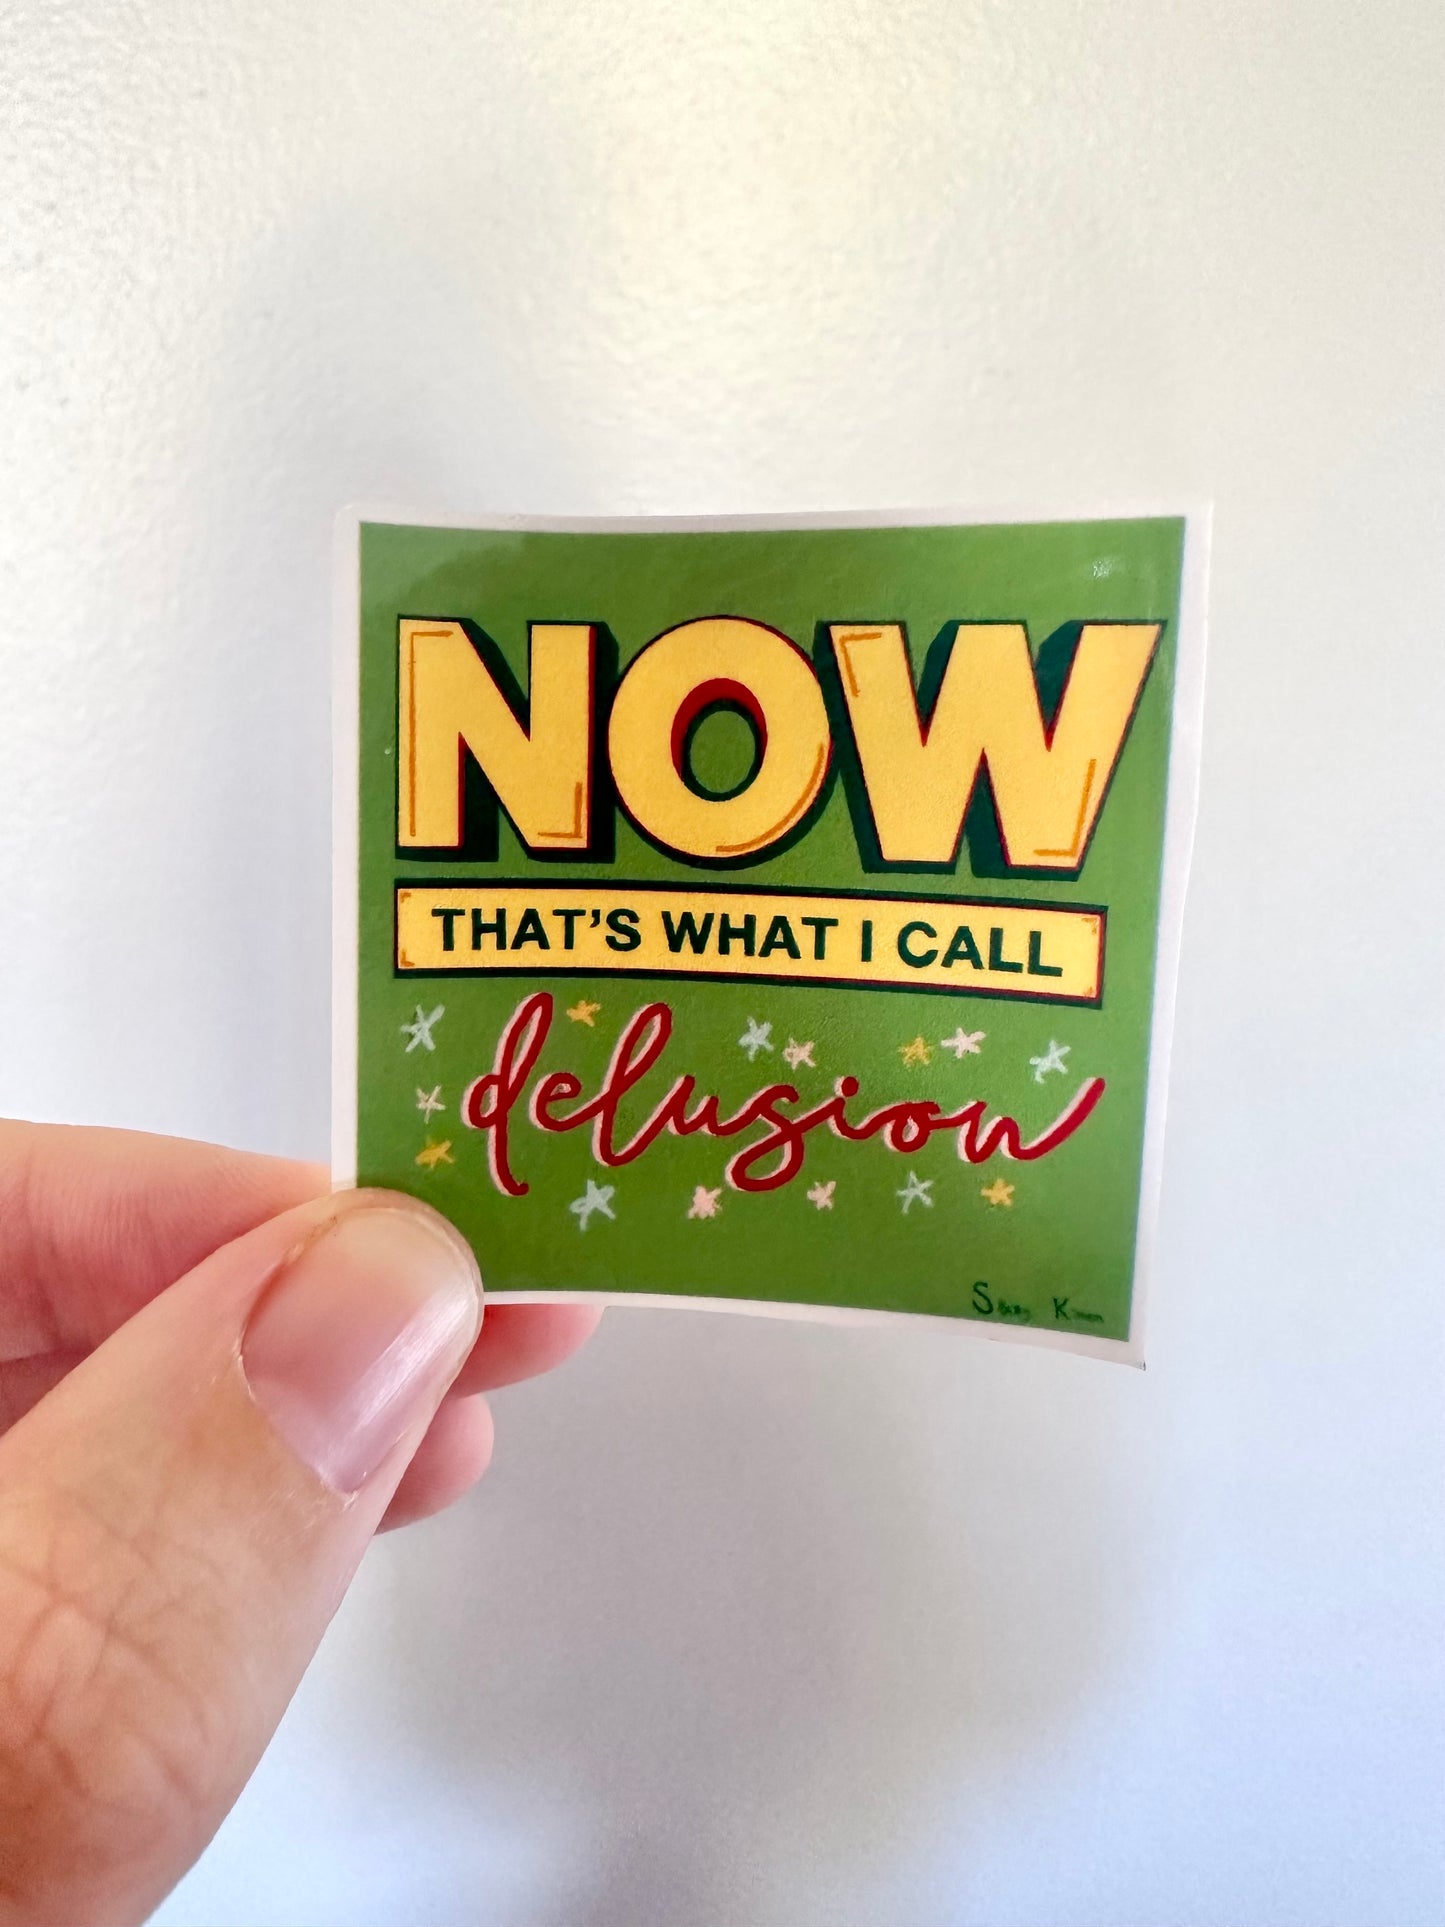 NOW
THAT'S WHAT I CALL
delusion